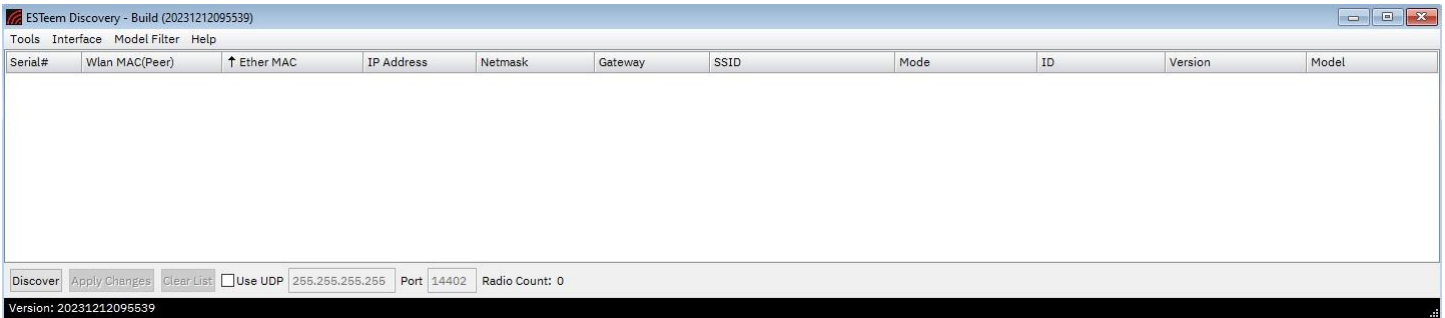 ESTeem Discovery - Build (20231212095539)
Tools Interface Model Filter Help
Serial# Wlan MAC(Peer) ↑ Ether MAC IP Address Netmask Gateway SSID Mode ID Version Model
Discover Apply Changes Clear List Use UDP 255.255.255.255 Port 14402 Radio Count: 0
Version: 20231212095539